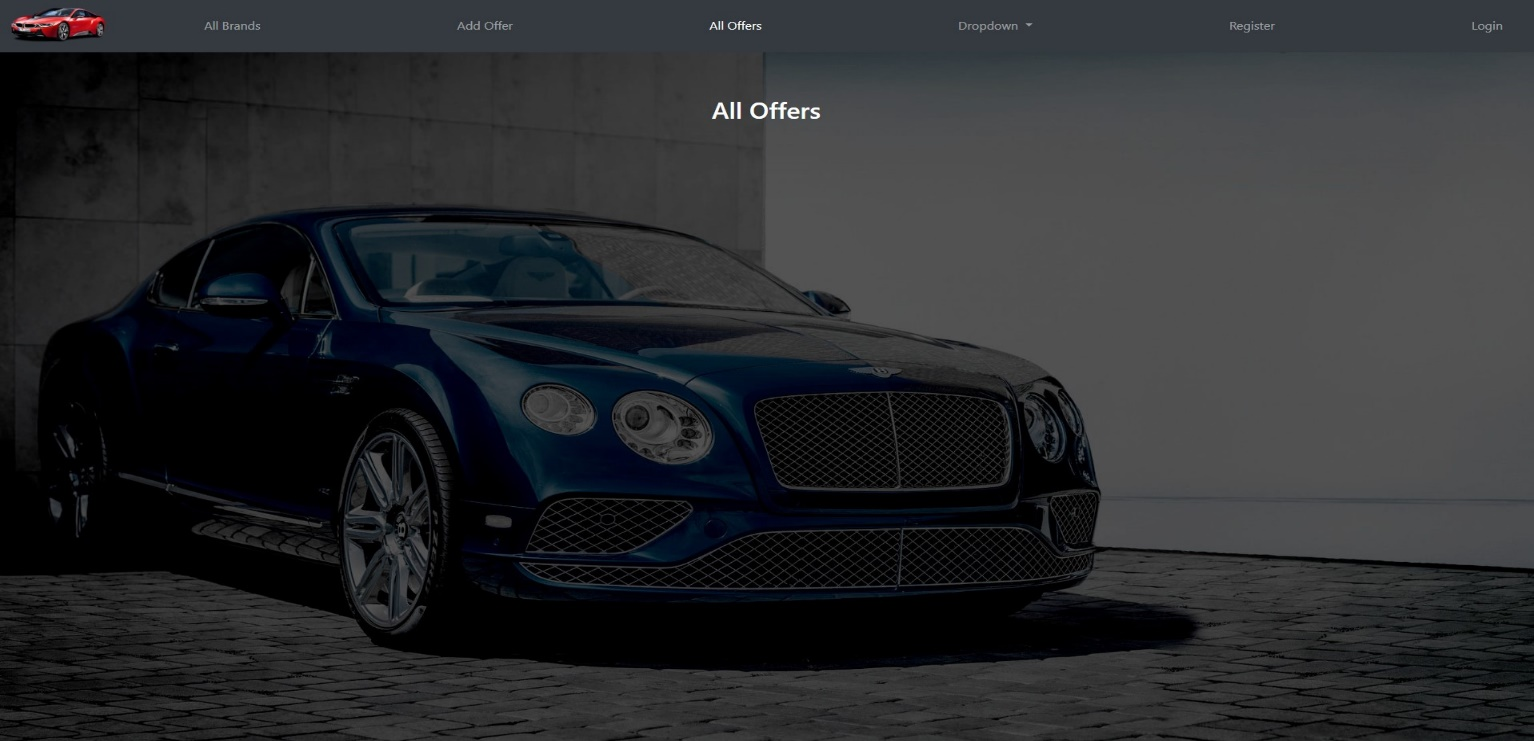 All Brands
Add Offer
All Offers
Dropdown
Register
Login
All Offers